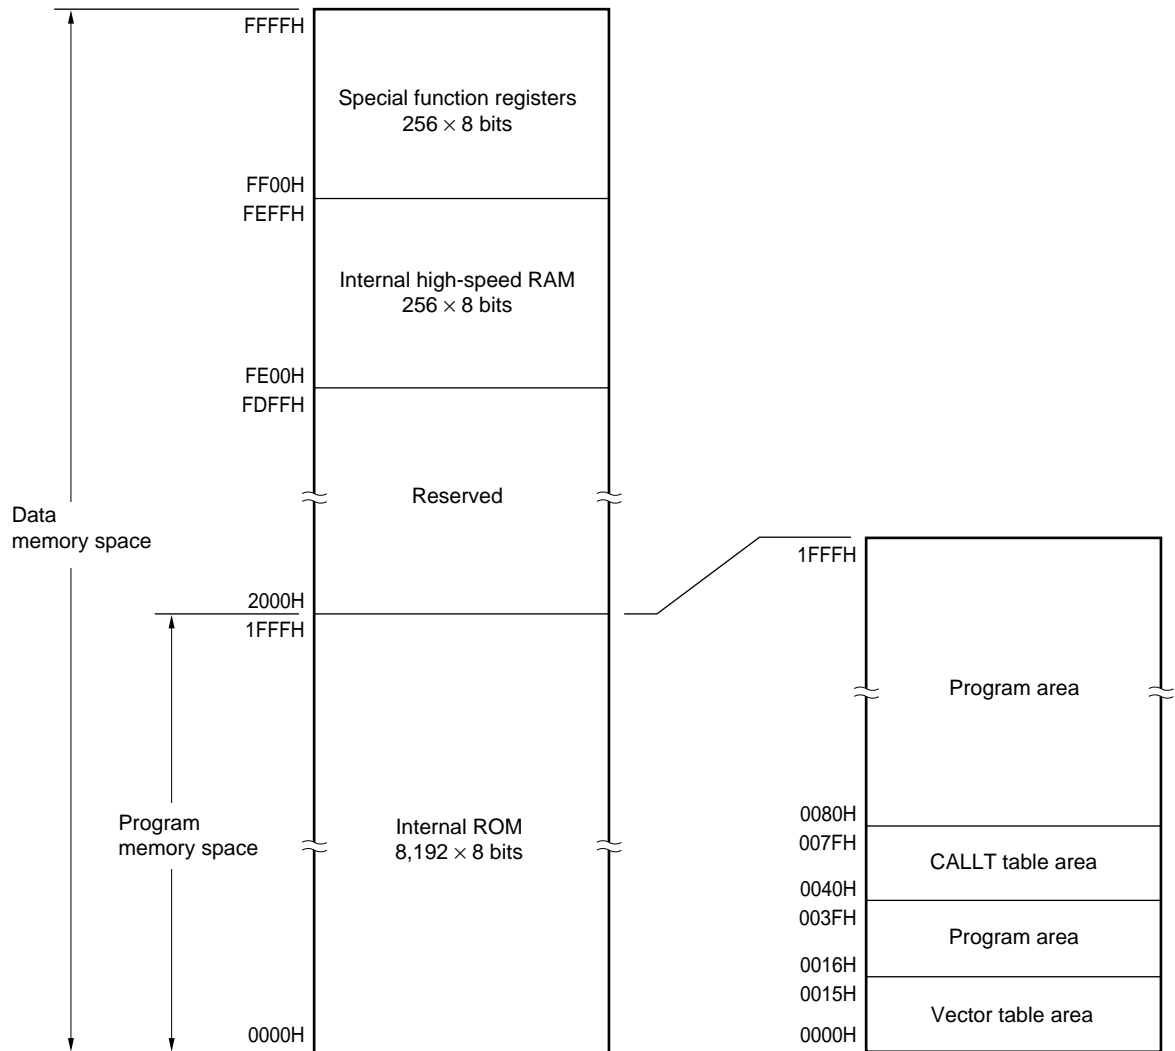 FFFFH
Special function registers
256 × 8 bits
FF00H
FEFFH
Internal high-speed RAM
256 × 8 bits
FE00H
FDFFH
Reserved
Data
memory space
2000H
1FFFH
Program
memory space
Internal ROM
8,192 × 8 bits
0000H
1FFFH
Program area
0080H
007FH
CALLT table area
0040H
003FH
Program area
0016H
0015H
Vector table area
0000H